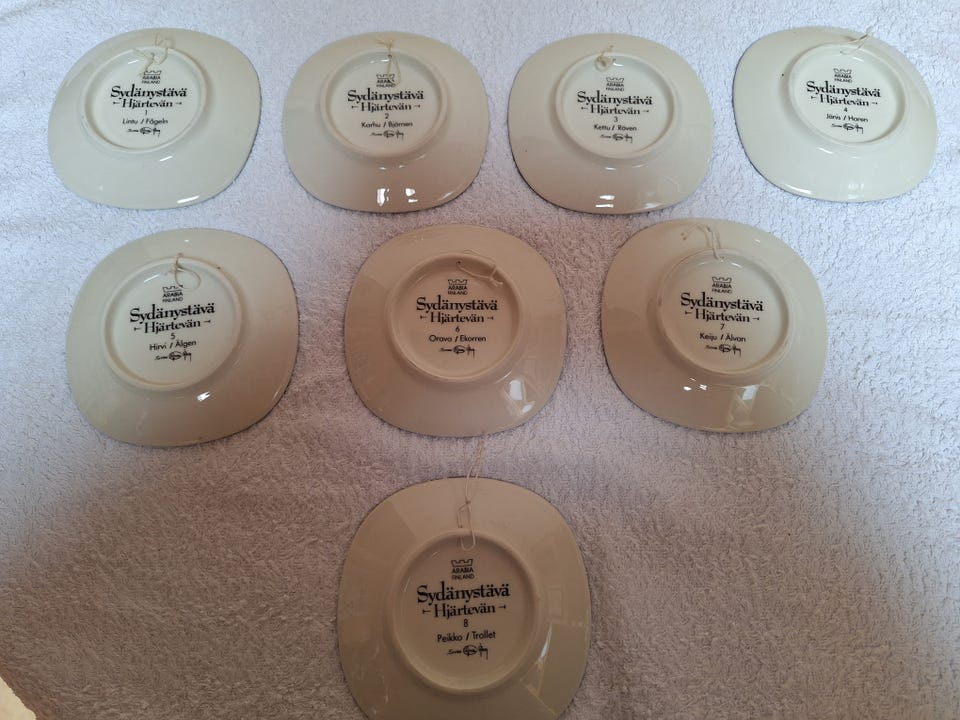 ARABIA
FINLAND
Sydänystävä
Hjärtevän
1
Lintu / Fågeln
ARABIA
FINLAND
Sydänystävä
Hjärtevän
2
Karhu / Björnen
ARABIA
FINLAND
Sydänystävä
Hjärtevän
3
Kettu / Räven
ARABIA
FINLAND
Sydänystävä
Hjärtevän
4
Jänis / Haren
ARABIA
FINLAND
Sydänystävä
Hjärtevän
5
Hirvi / Älgen
ARABIA
FINLAND
Sydänystävä
Hjärtevän
6
Orava / Ekorren
ARABIA
FINLAND
Sydänystävä
Hjärtevän
7
Keiju / Älvan
ARABIA
FINLAND
Sydänystävä
Hjärtevän
8
Peikko / Trollet